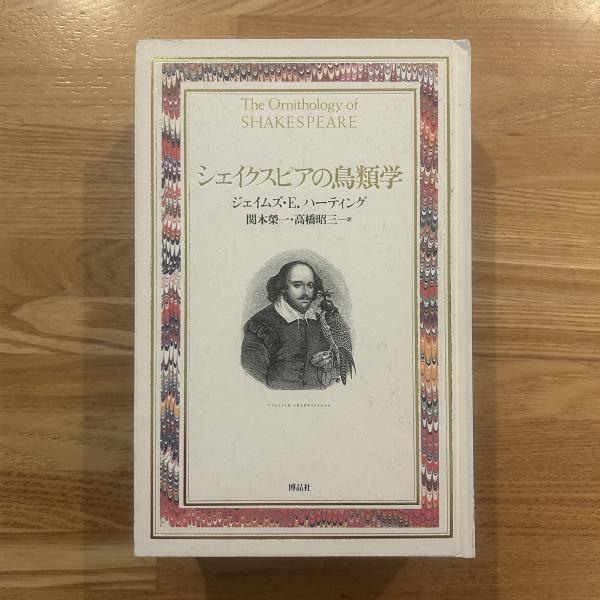 The Ornithology of
SHAKESPEARE
シェイクスピアの鳥類学
ジェイムズ・E.ハーティング
関本榮一・高橋昭三—訳
WILLIAM SHAKESPEARE
博品社